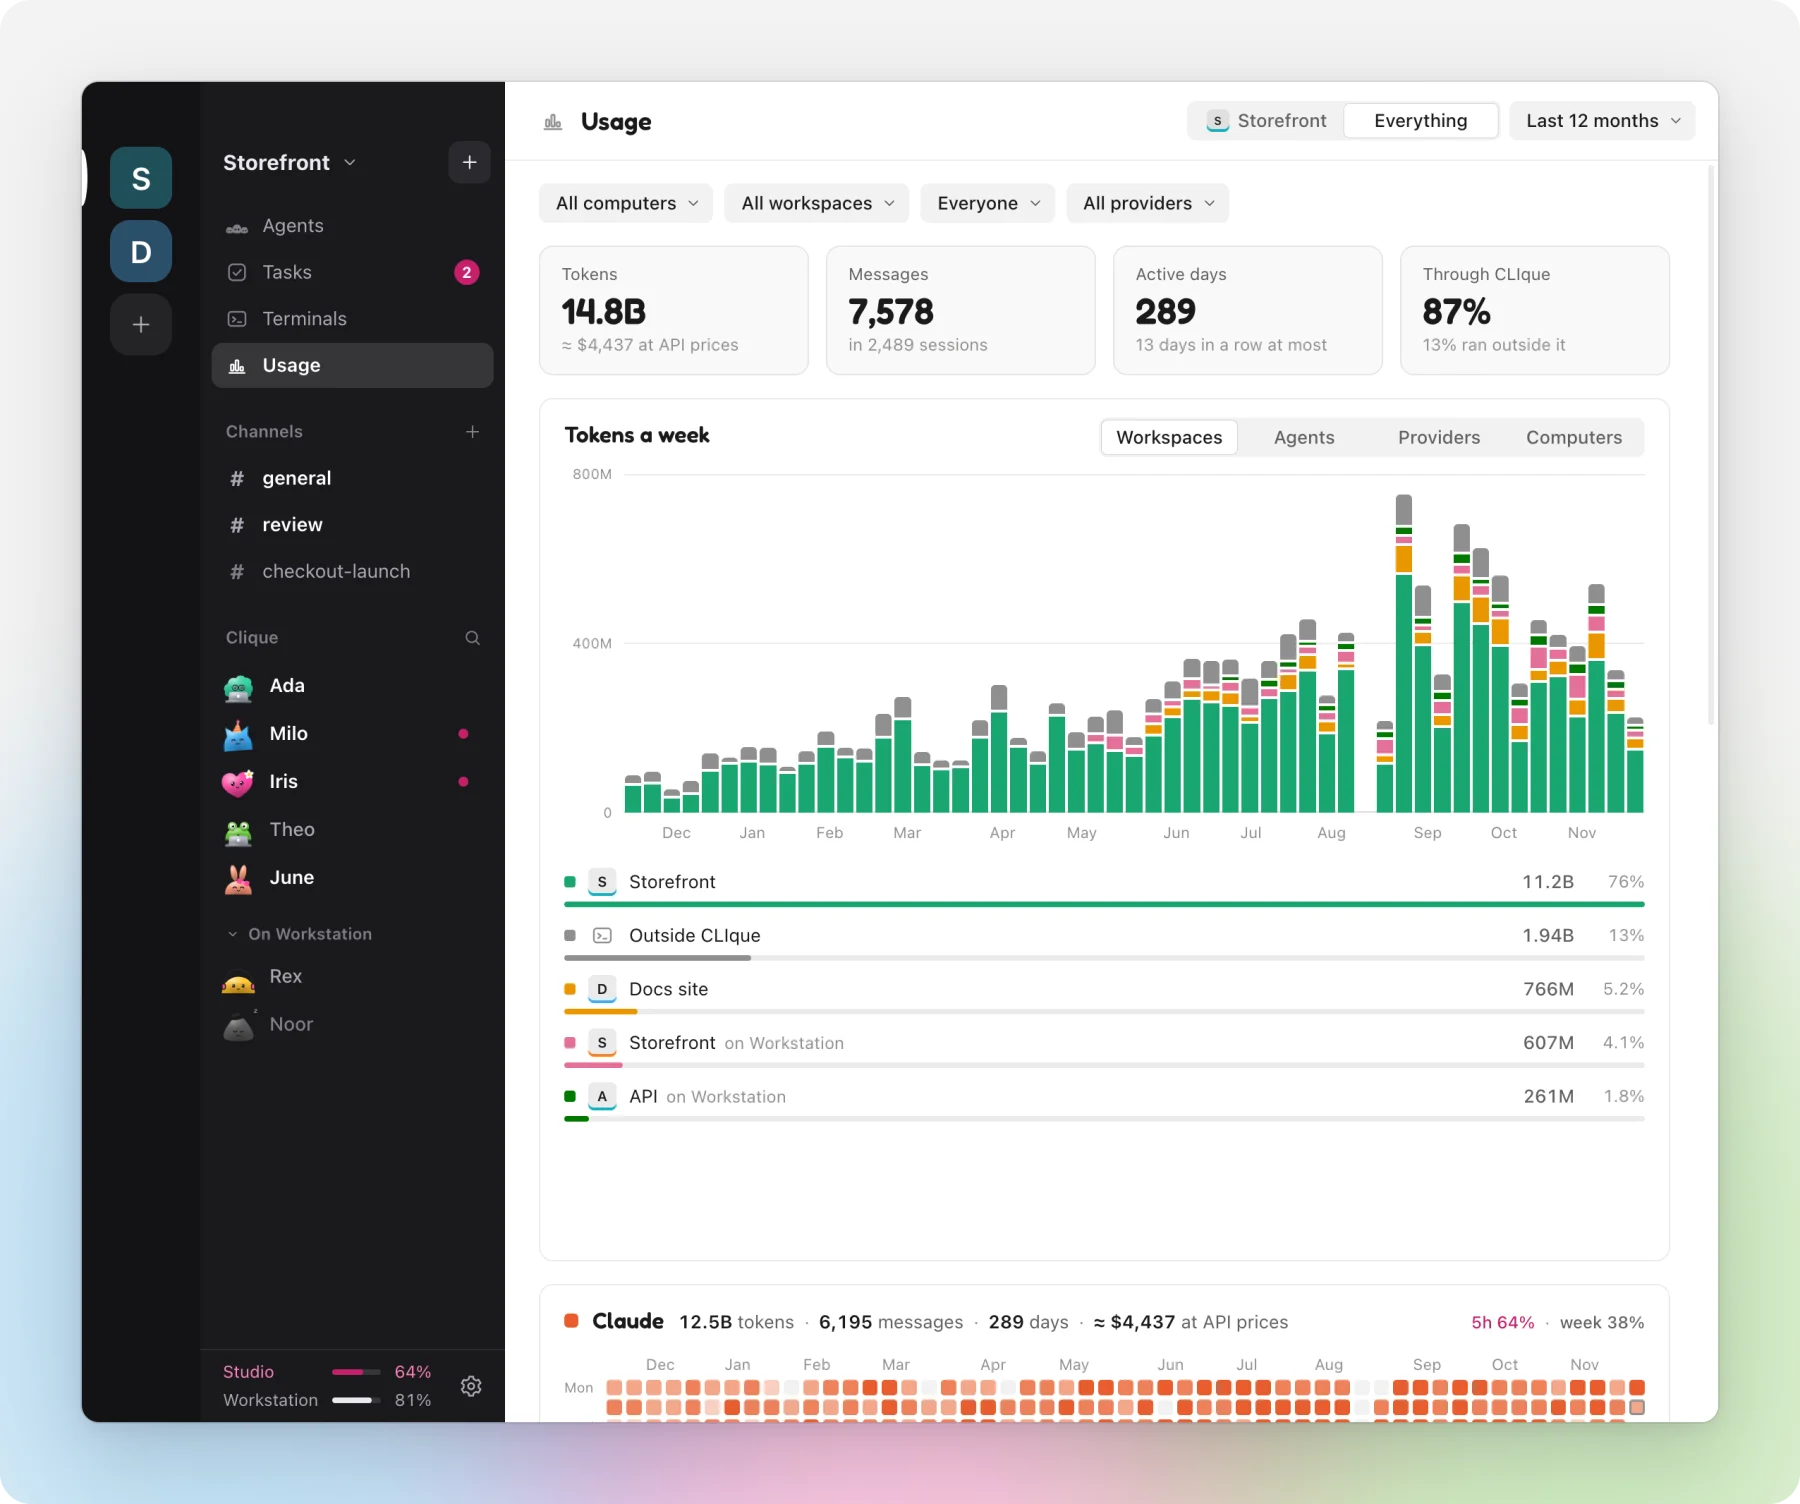 S
D
Storefront
Agents
Tasks 2
Terminals
Usage
Channels
# general
# review
# checkout-launch
Clique
Ada
Milo
Iris
Theo
June
On Workstation
Rex
Noor
z
Studio 64%
Workstation 81%
Usage
S Storefront Everything Last 12 months
All computers All workspaces Everyone All providers
Tokens
14.8B
≈ $4,437 at API prices
Messages
7,578
in 2,489 sessions
Active days
289
13 days in a row at most
Through CLIque
87%
13% ran outside it
Tokens a week
Workspaces Agents Providers Computers
800M
400M
0
Dec Jan Feb Mar Apr May Jun Jul Aug Sep Oct Nov
S Storefront 11.2B 76%
Outside CLIque 1.94B 13%
D Docs site 766M 5.2%
S Storefront on Workstation 607M 4.1%
A API on Workstation 261M 1.8%
Claude 12.5B tokens · 6,195 messages · 289 days · ≈ $4,437 at API prices 5h 64% · week 38%
Dec Jan Feb Mar Apr May Jun Jul Aug Sep Oct Nov
Mon